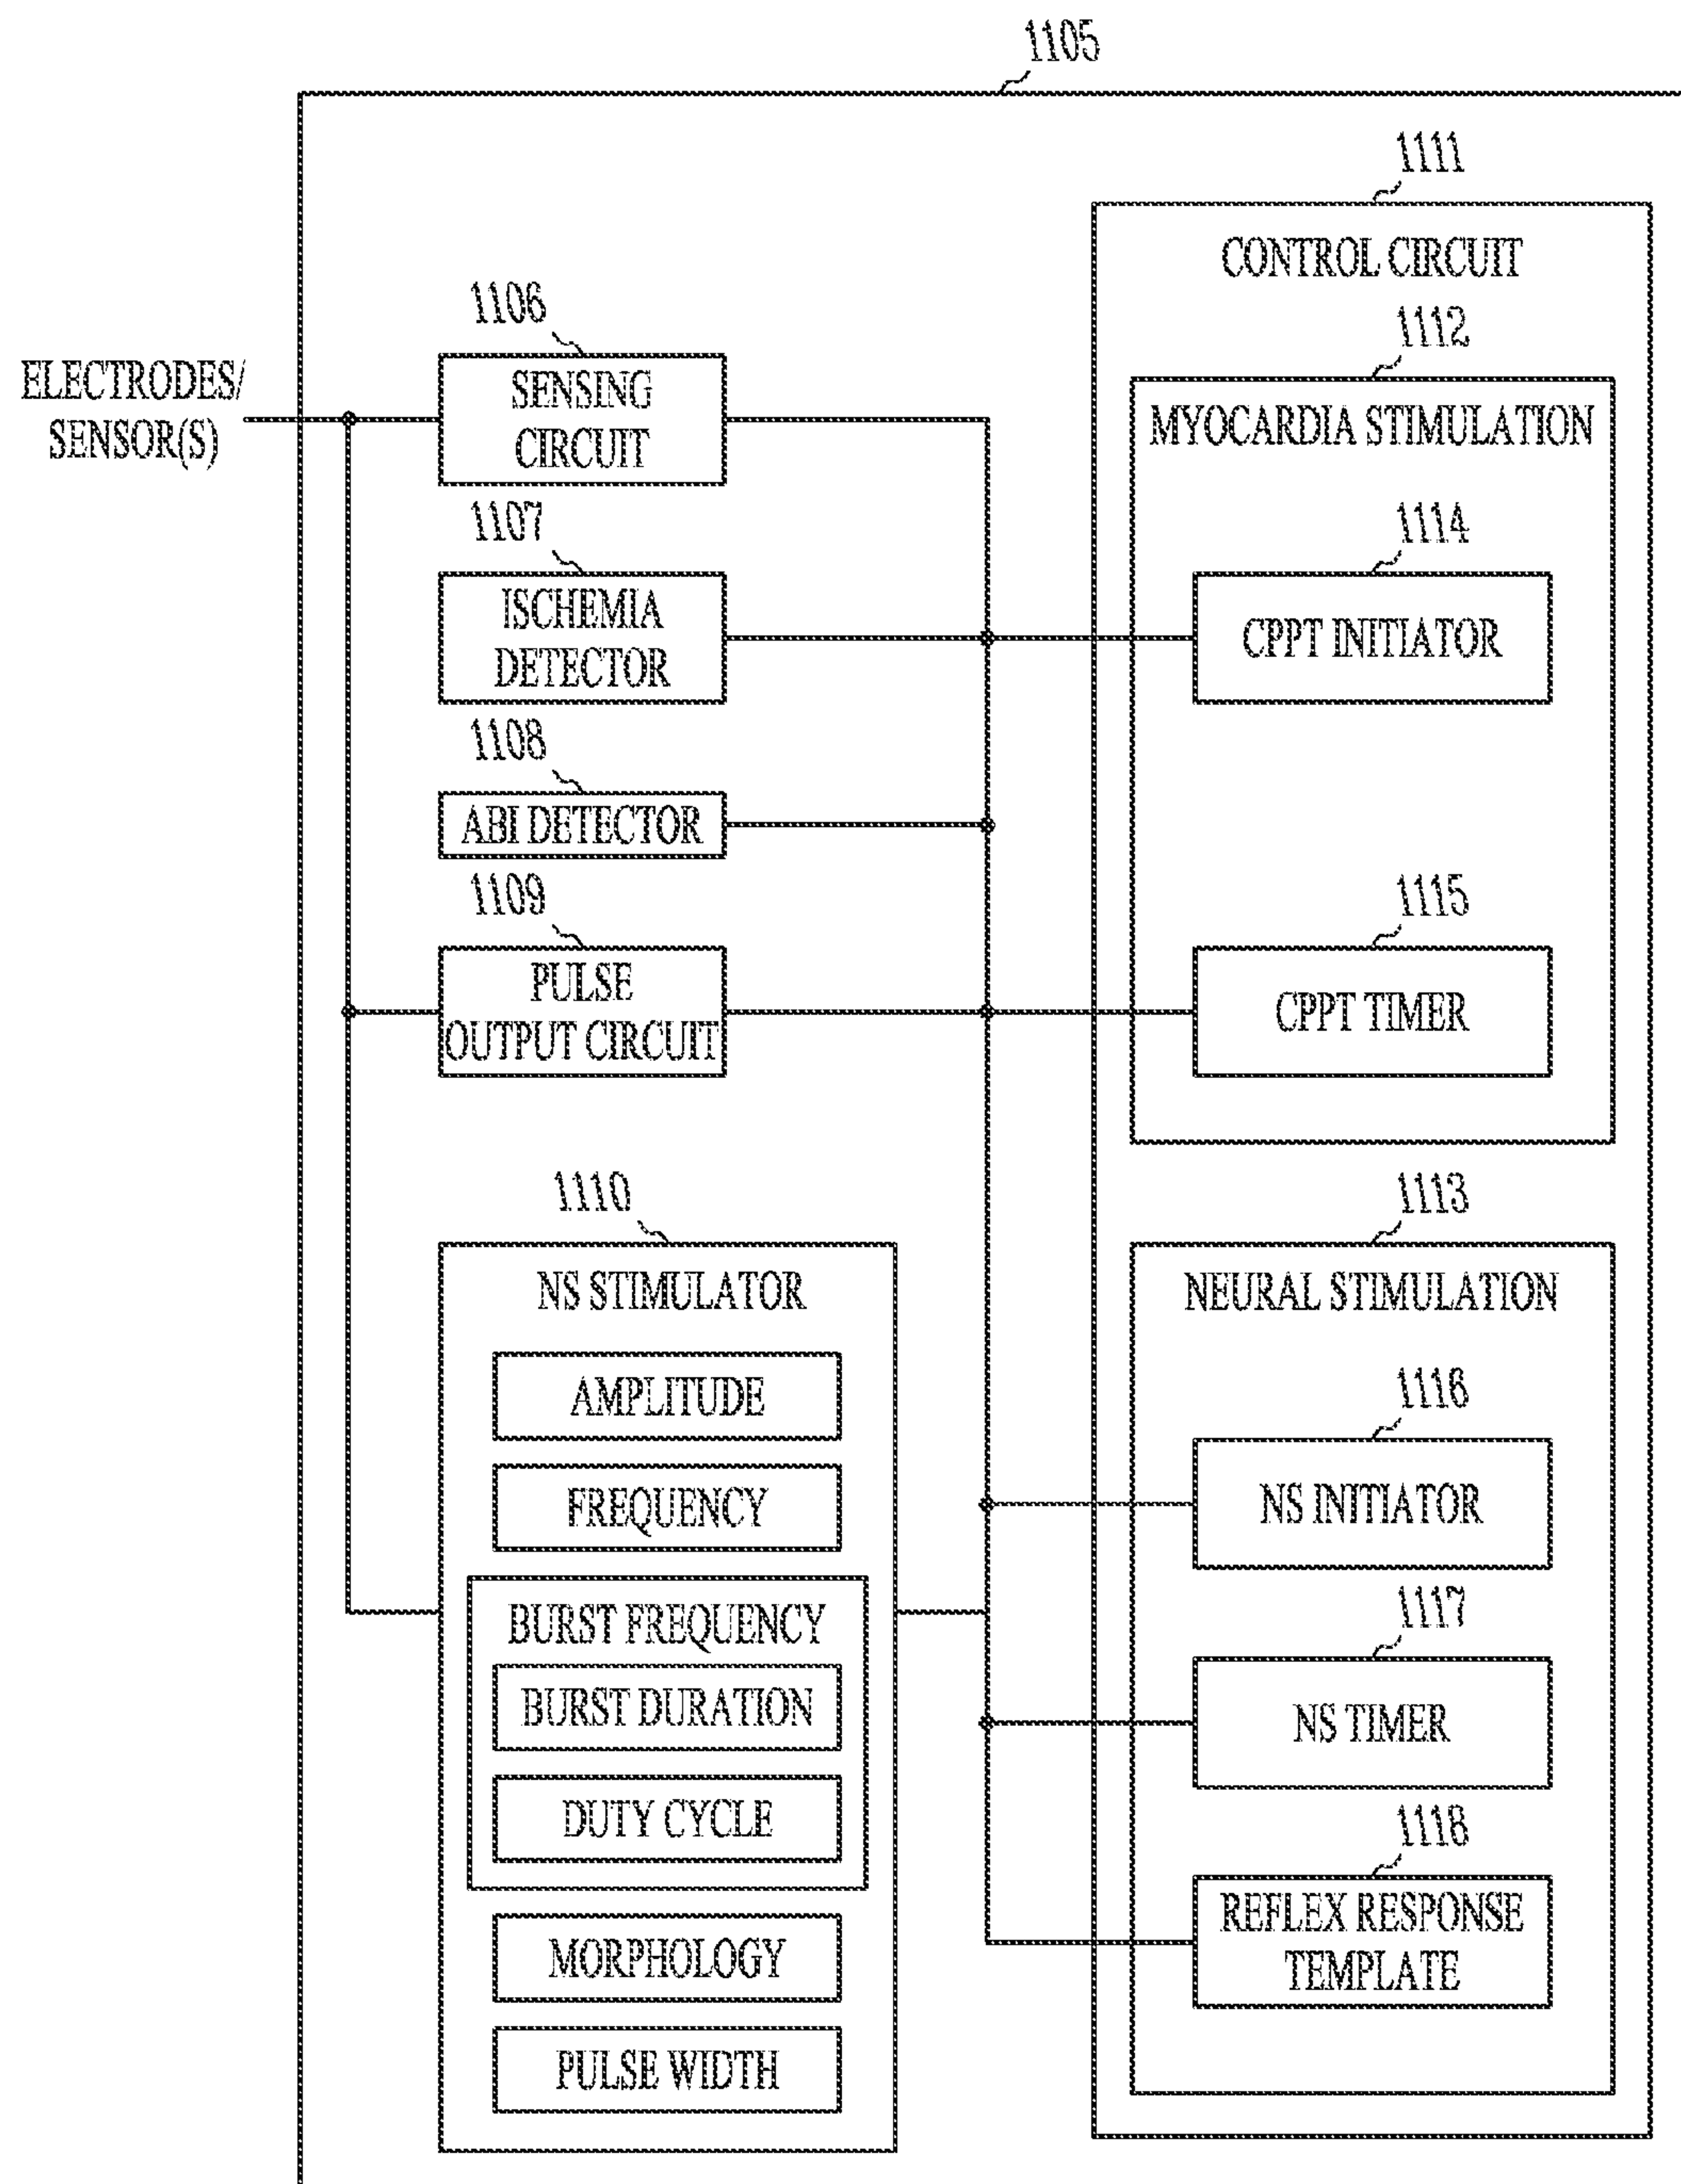 1105
1111
CONTROL CIRCUIT
1106
1112
ELECTRODES/
SENSOR(S)
SENSING
CIRCUIT
MYOCARDIA STIMULATION
1107
1114
ISCHEMIA
DETECTOR
CPPT INITIATOR
1108
ABI DETECTOR
1109
1115
PULSE
OUTPUT CIRCUIT
CPPT TIMER
1110
1113
NS STIMULATOR
NEURAL STIMULATION
AMPLITUDE
1116
FREQUENCY
NS INITIATOR
BURST FREQUENCY
1117
BURST DURATION
NS TIMER
DUTY CYCLE
1118
MORPHOLOGY
REFLEX RESPONSE
TEMPLATE
PULSE WIDTH